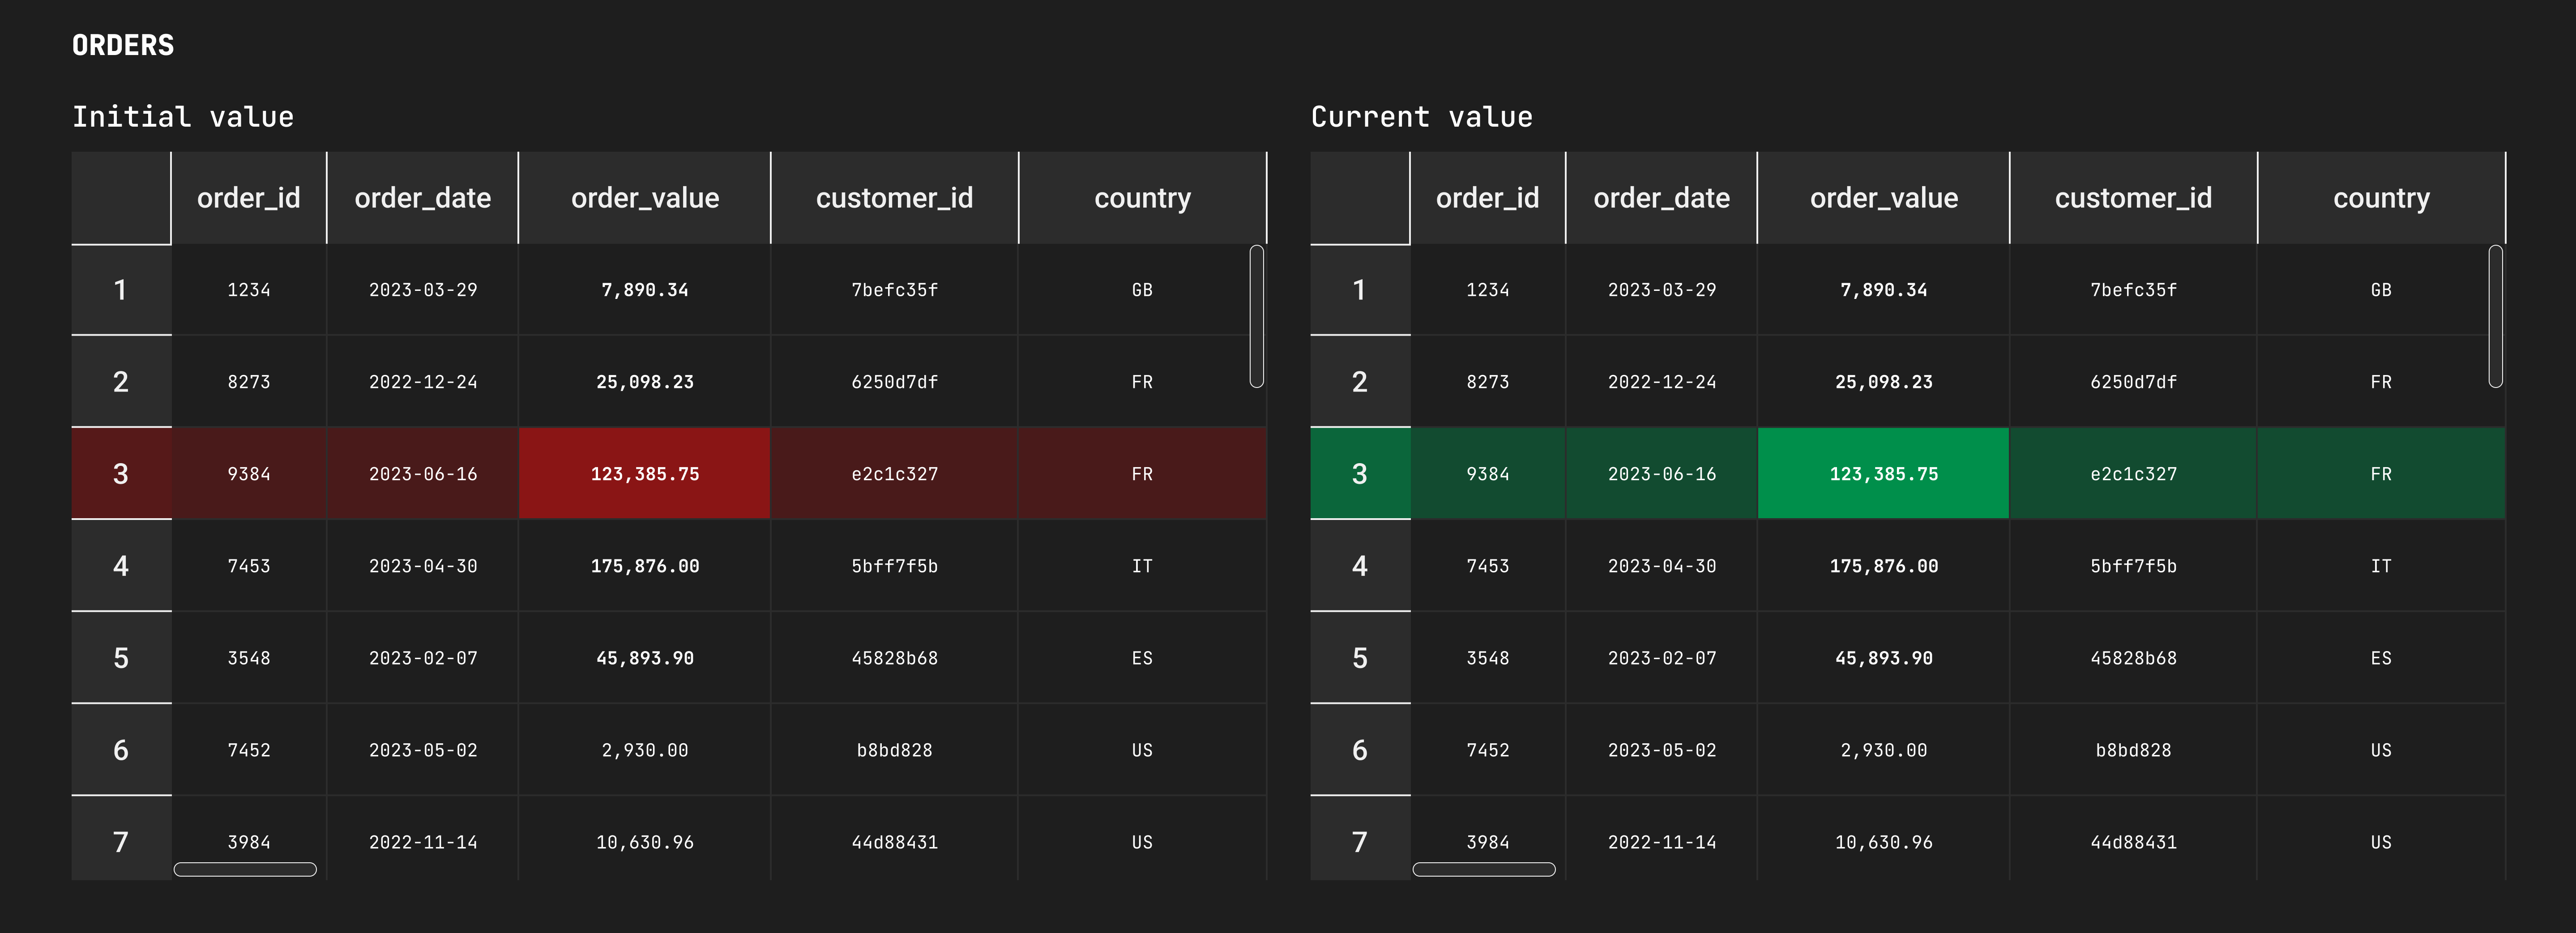 ORDERS
Initial value
order_id order_date order_value customer_id country
1 1234 2023-03-29 7,890.34 7befc35f GB
2 8273 2022-12-24 25,098.23 6250d7df FR
3 9384 2023-06-16 123,385.75 e2c1c327 FR
4 7453 2023-04-30 175,876.00 5bff7f5b IT
5 3548 2023-02-07 45,893.90 45828b68 ES
6 7452 2023-05-02 2,930.00 b8bd828 US
7 3984 2022-11-14 10,630.96 44d88431 US
Current value
order_id order_date order_value customer_id country
1 1234 2023-03-29 7,890.34 7befc35f GB
2 8273 2022-12-24 25,098.23 6250d7df FR
3 9384 2023-06-16 123,385.75 e2c1c327 FR
4 7453 2023-04-30 175,876.00 5bff7f5b IT
5 3548 2023-02-07 45,893.90 45828b68 ES
6 7452 2023-05-02 2,930.00 b8bd828 US
7 3984 2022-11-14 10,630.96 44d88431 US